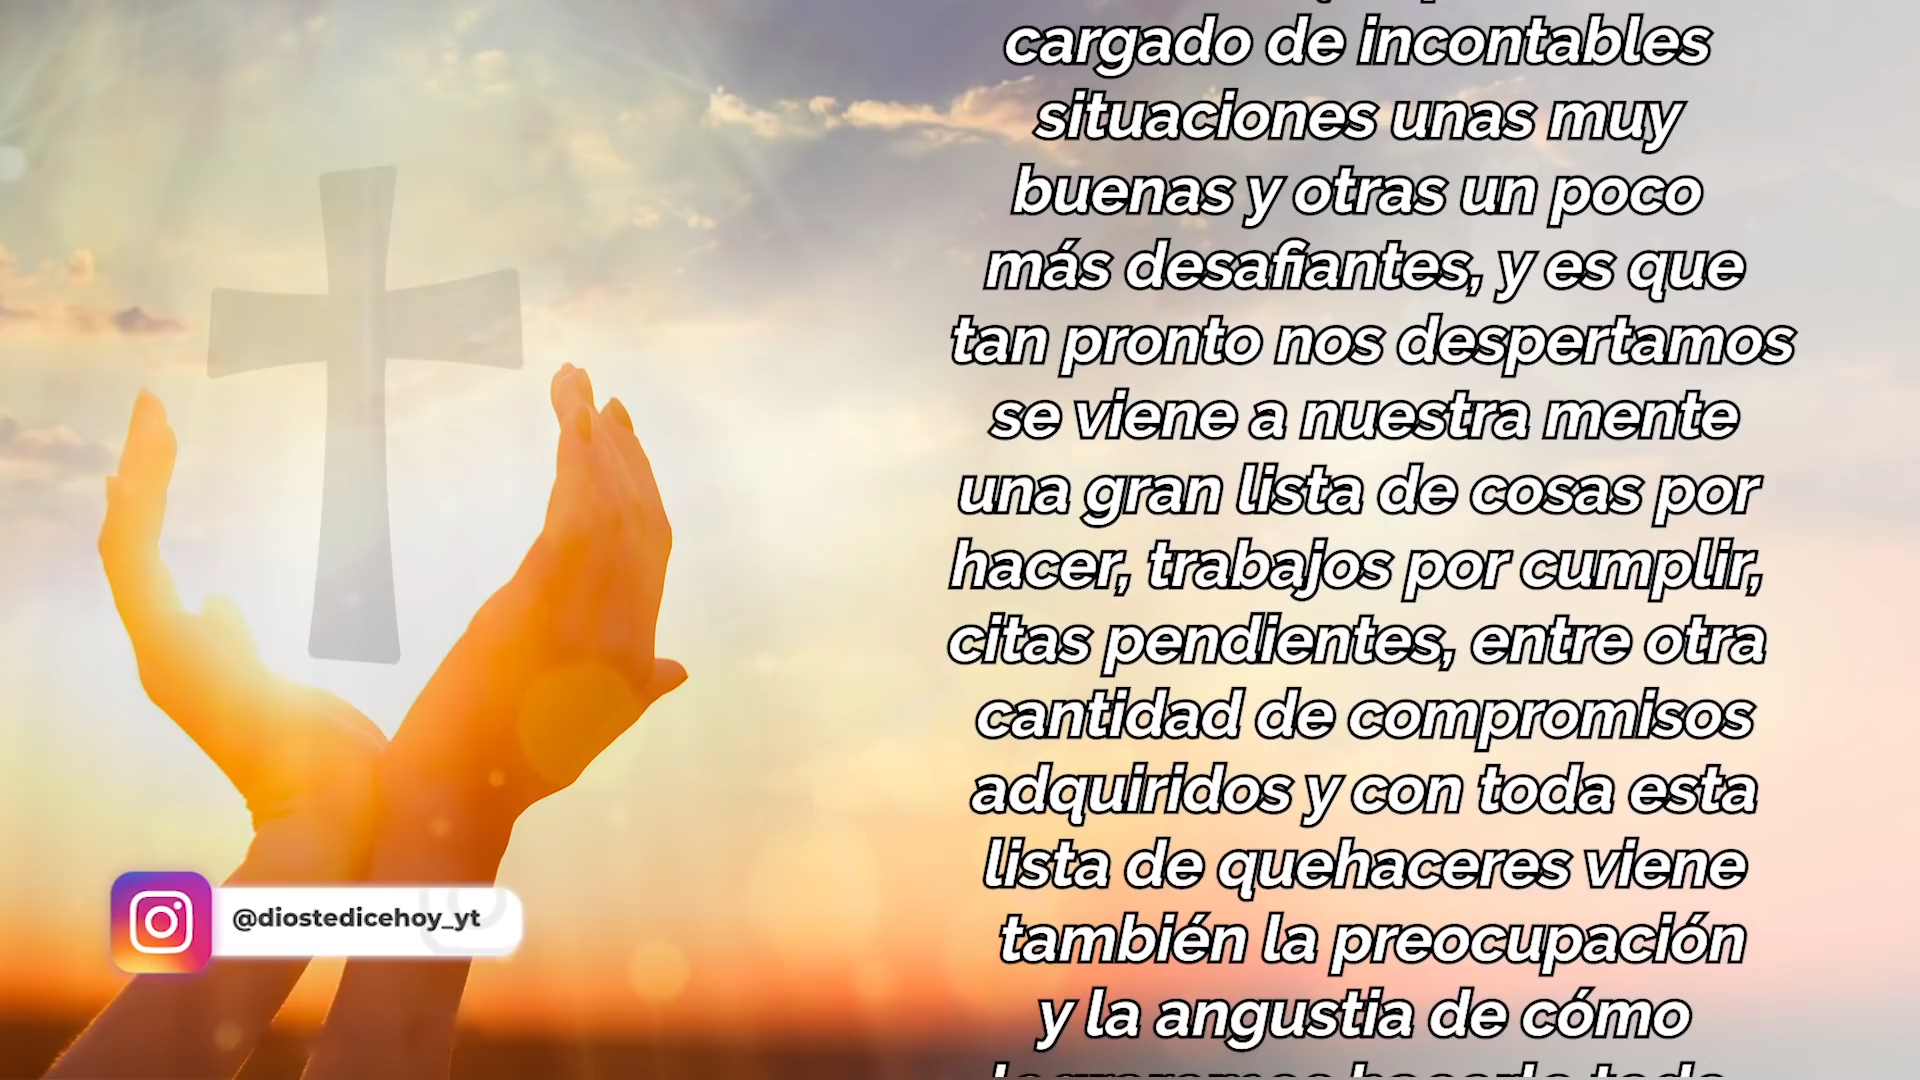 cargado de incontables
situaciones unas muy
buenas y otras un poco
más desafiantes, y es que
tan pronto nos despertamos
se viene a nuestra mente
una gran lista de cosas por
hacer, trabajos por cumplir,
citas pendientes, entre otra
cantidad de compromisos
adquiridos y con toda esta
lista de quehaceres viene
también la preocupación
y la angustia de cómo
@diostedicehoy_yt